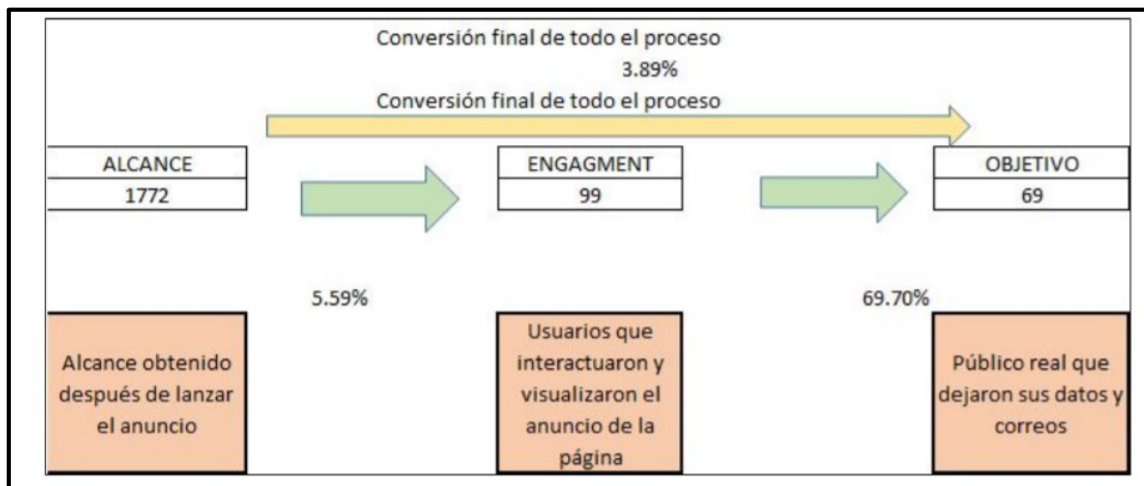 Conversión final de todo el proceso
3.89%
Conversión final de todo el proceso
ALCANCE
1772
ENGAGMENT
99
OBJETIVO
69
5.59%
69.70%
Alcance obtenido
después de lanzar
el anuncio
Usuarios que
interactuaron y
visualizaron el
anuncio de la
página
Público real que
dejaron sus datos y
correos